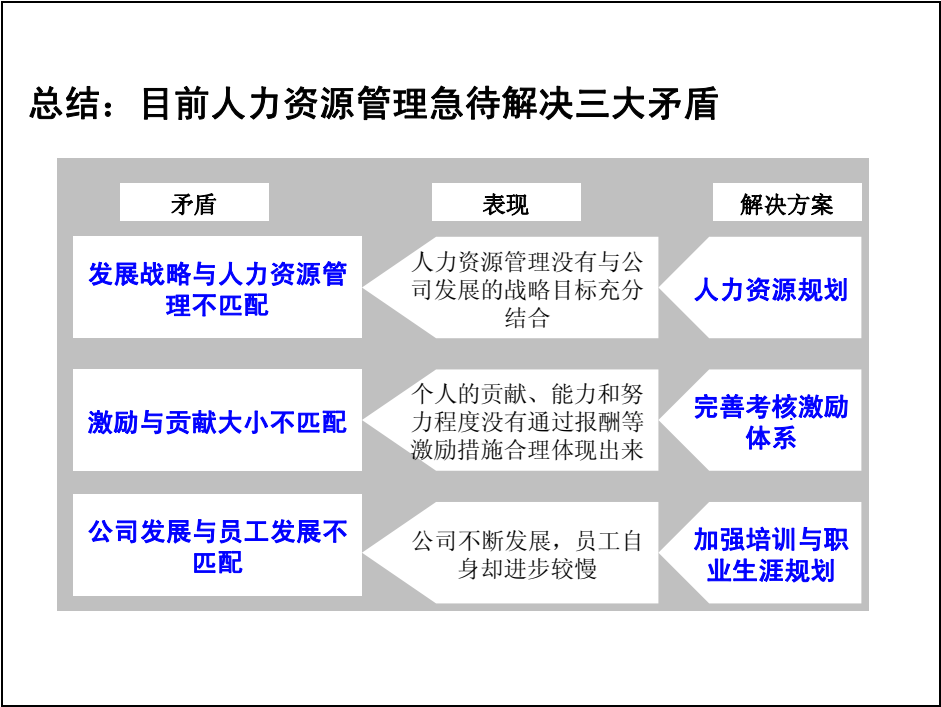 总结：目前人力资源管理急待解决三大矛盾
矛盾
表现
解决方案
发展战略与人力资源管
理不匹配
人力资源管理没有与公
司发展的战略目标充分
结合
人力资源规划
激励与贡献大小不匹配
个人的贡献、能力和努
力程度没有通过报酬等
激励措施合理体现出来
完善考核激励
体系
公司发展与员工发展不
匹配
公司不断发展，员工自
身却进步较慢
加强培训与职
业生涯规划